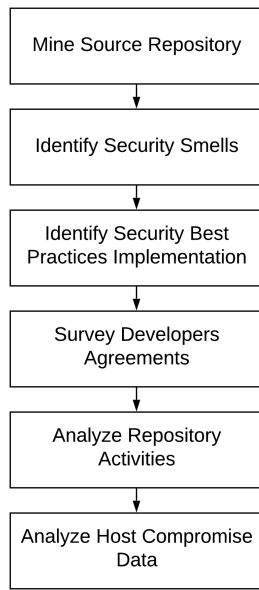 Mine Source Repository
Identify Security Smells
Identify Security Best
Practices Implementation
Survey Developers
Agreements
Analyze Repository
Activities
Analyze Host Compromise
Data